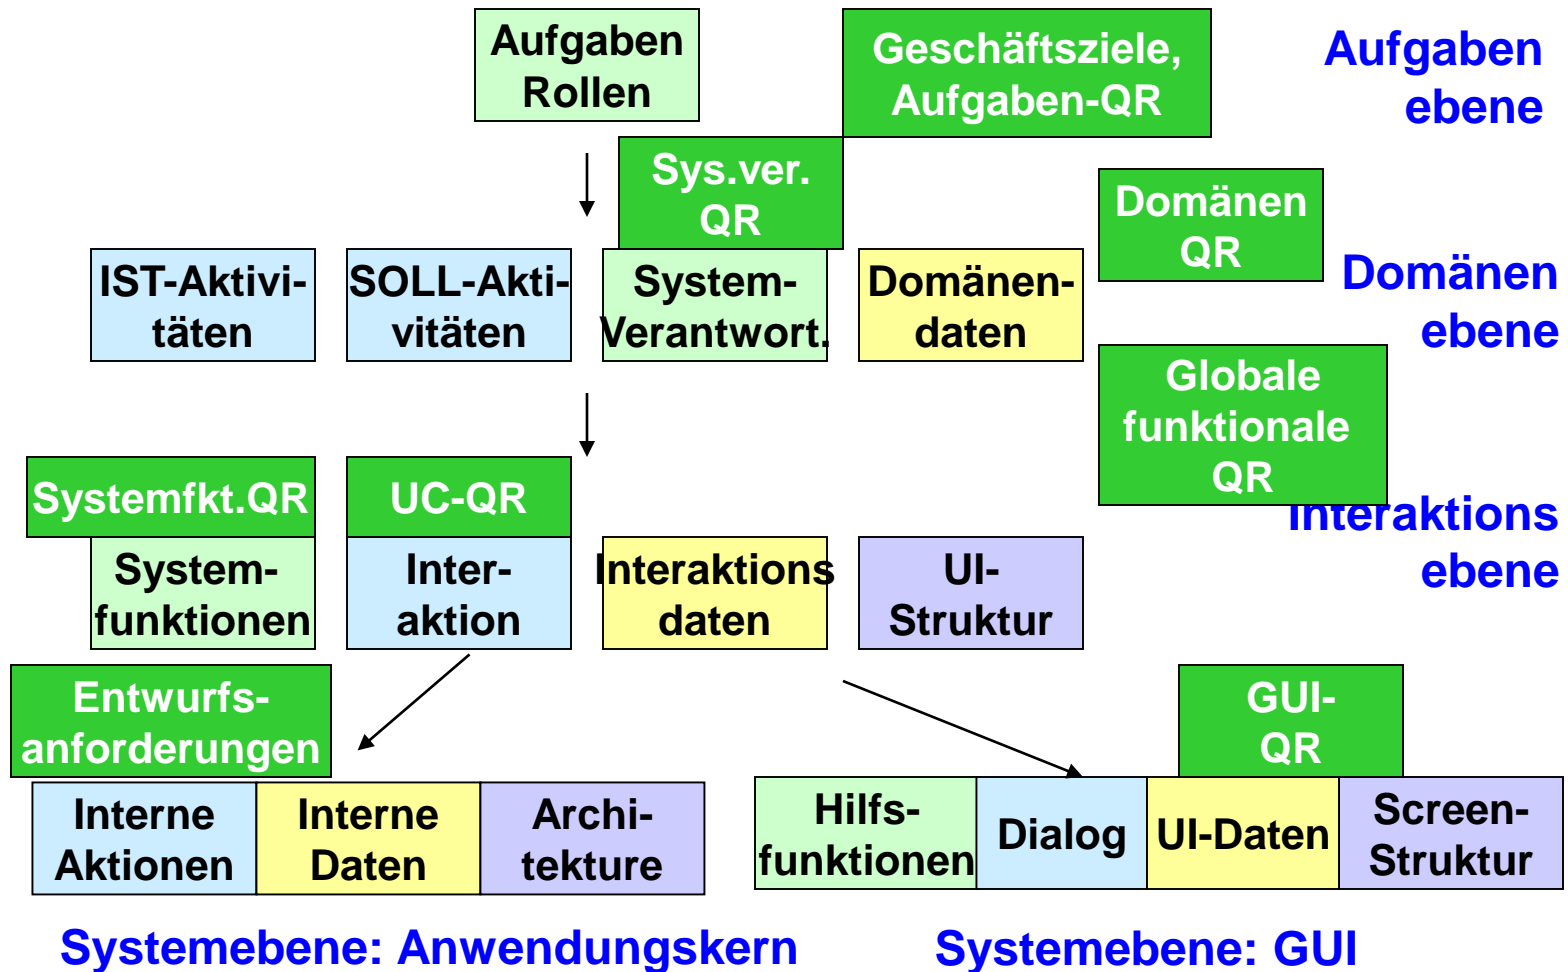 Aufgaben
Rollen
Geschäftsziele,
Aufgaben-QR
Aufgaben
ebene
Sys.ver.
QR
Domänen
QR
IST-Aktivi-
täten
SOLL-Akti-
vitäten
System-
Verantwort.
Domänen-
daten
Domänen
ebene
Globale
funktionale
QR
Systemfkt.QR
UC-QR
Interaktions
ebene
System-
funktionen
Inter-
aktion
Interaktions
daten
UI-
Struktur
Entwurfs-
anforderungen
GUI-
QR
Interne
Aktionen
Interne
Daten
Archi-
tekture
Hilfs-
funktionen
Dialog
UI-Daten
Screen-
Struktur
Systemebene: Anwendungskern
Systemebene: GUI